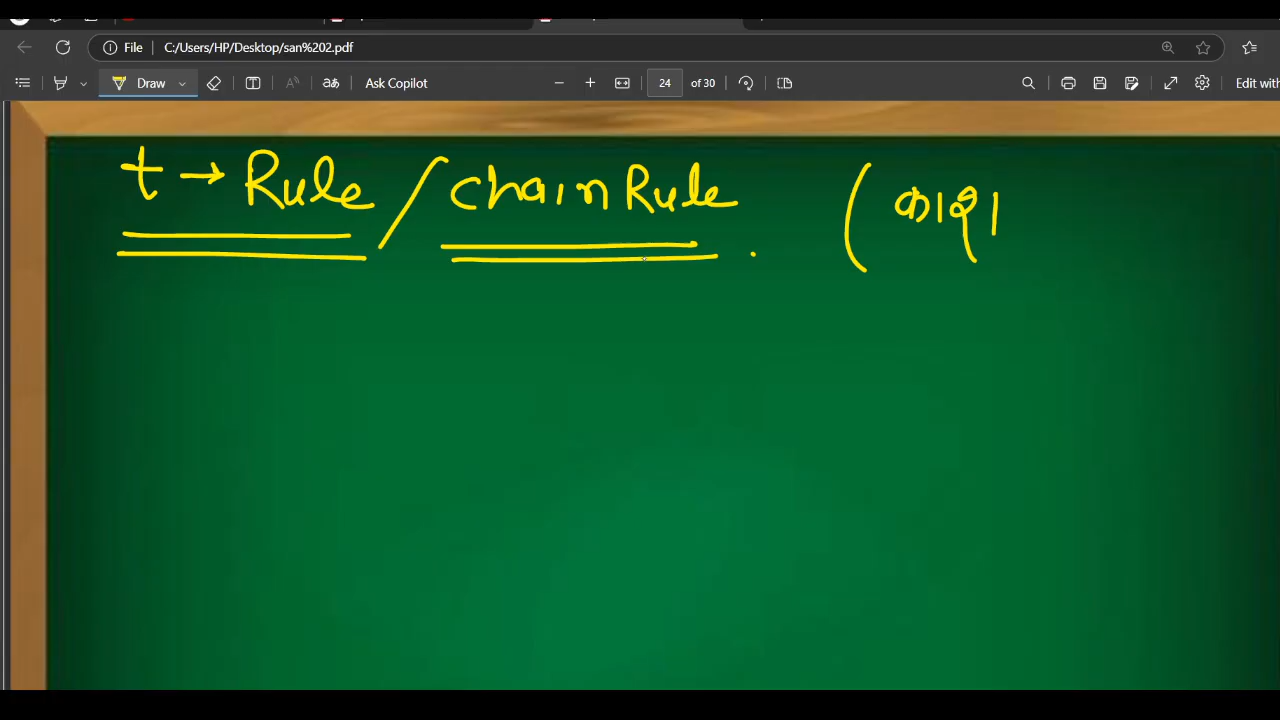 File C:/Users/HP/Desktop/san%202.pdf
Draw Ask Copilot 24 of 30 Edit with
t → Rule / chain Rule . (